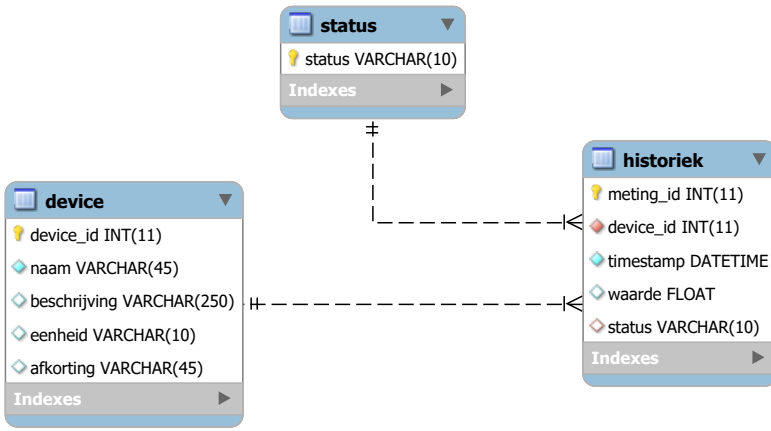 status
status VARCHAR(10)
Indexes
device
device_id INT(11)
naam VARCHAR(45)
beschrijving VARCHAR(250)
eenheid VARCHAR(10)
afkorting VARCHAR(45)
Indexes
historiek
meting_id INT(11)
device_id INT(11)
timestamp DATETIME
waarde FLOAT
status VARCHAR(10)
Indexes